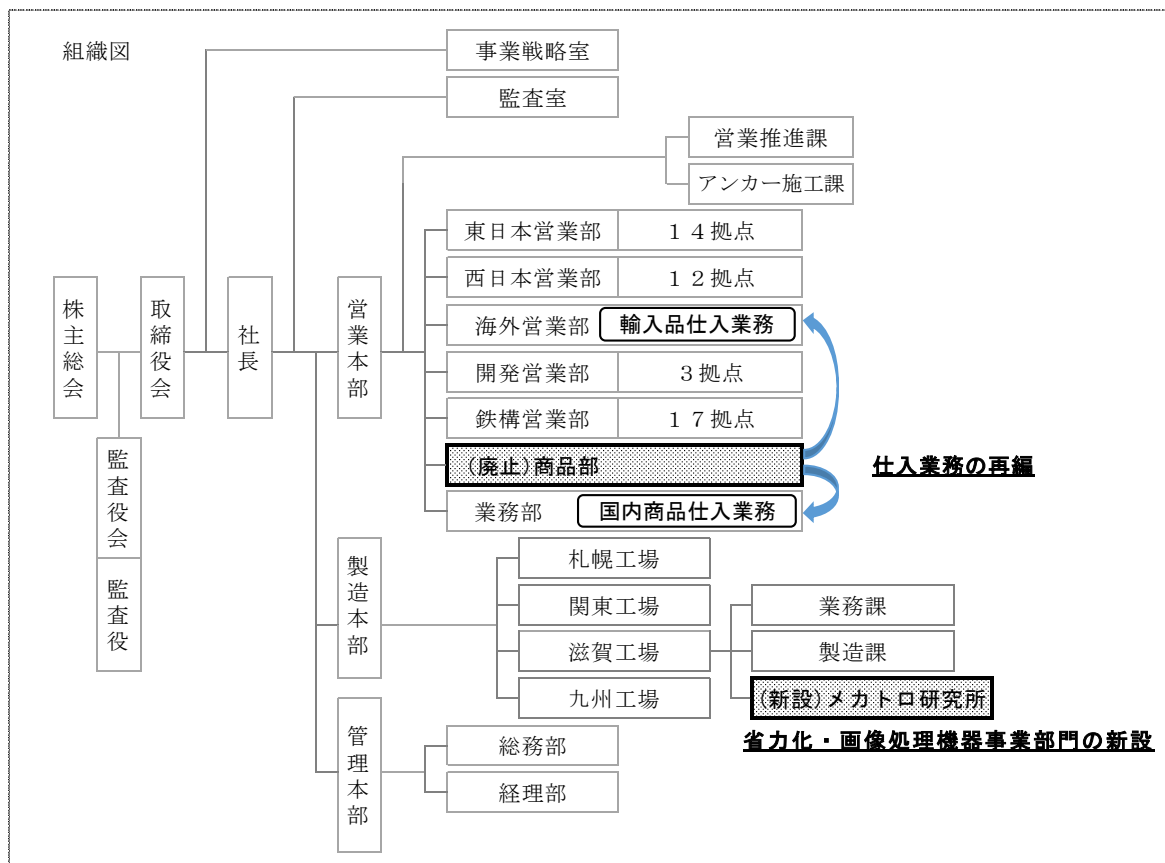 組織図
事業戦略室
監査室
営業推進課
アンカー施工課
東日本営業部 １４拠点
西日本営業部 １２拠点
海外営業部 輸入品仕入業務
開発営業部 ３拠点
鉄構営業部 １７拠点
(廃止)商品部
仕入業務の再編
業務部 国内商品仕入業務
株主総会
取締役会
社長
営業本部
監査役会
監査役
製造本部
札幌工場
関東工場
滋賀工場
九州工場
業務課
製造課
(新設)メカトロ研究所
省力化・画像処理機器事業部門の新設
管理本部
総務部
経理部